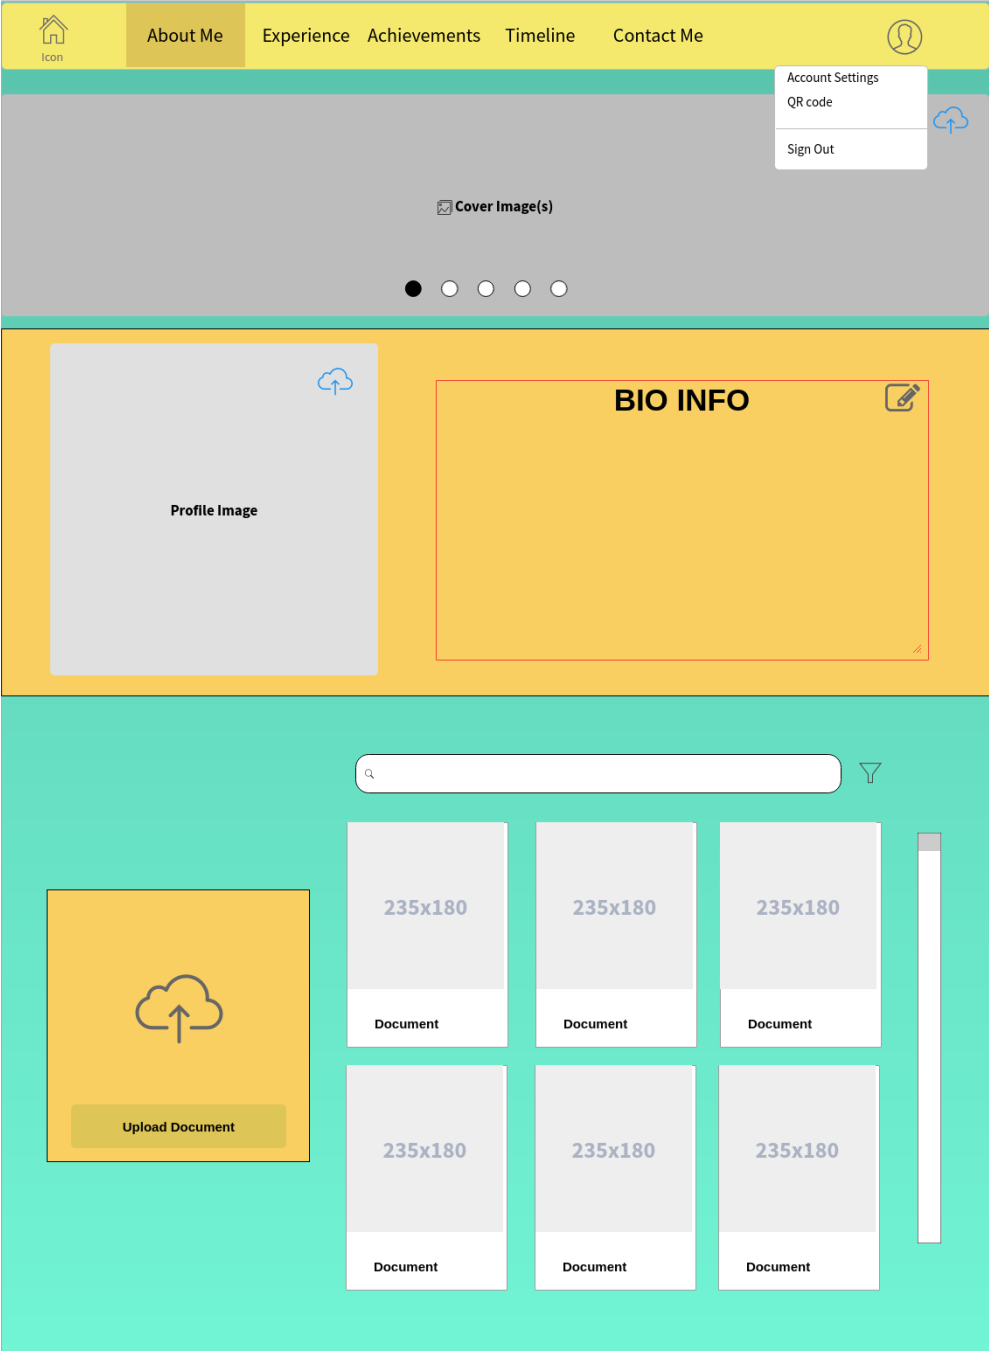 Icon
About Me
Experience
Achievements
Timeline
Contact Me
Account Settings
QR code
Sign Out
Cover Image(s)
BIO INFO
Profile Image
235x180
235x180
235x180
Document
Document
Document
Upload Document
235x180
235x180
235x180
Document
Document
Document